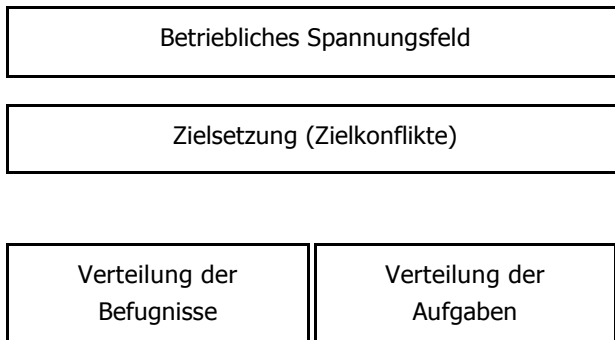 Betriebliches Spannungsfeld
Zielsetzung (Zielkonflikte)
Verteilung der
Befugnisse
Verteilung der
Aufgaben